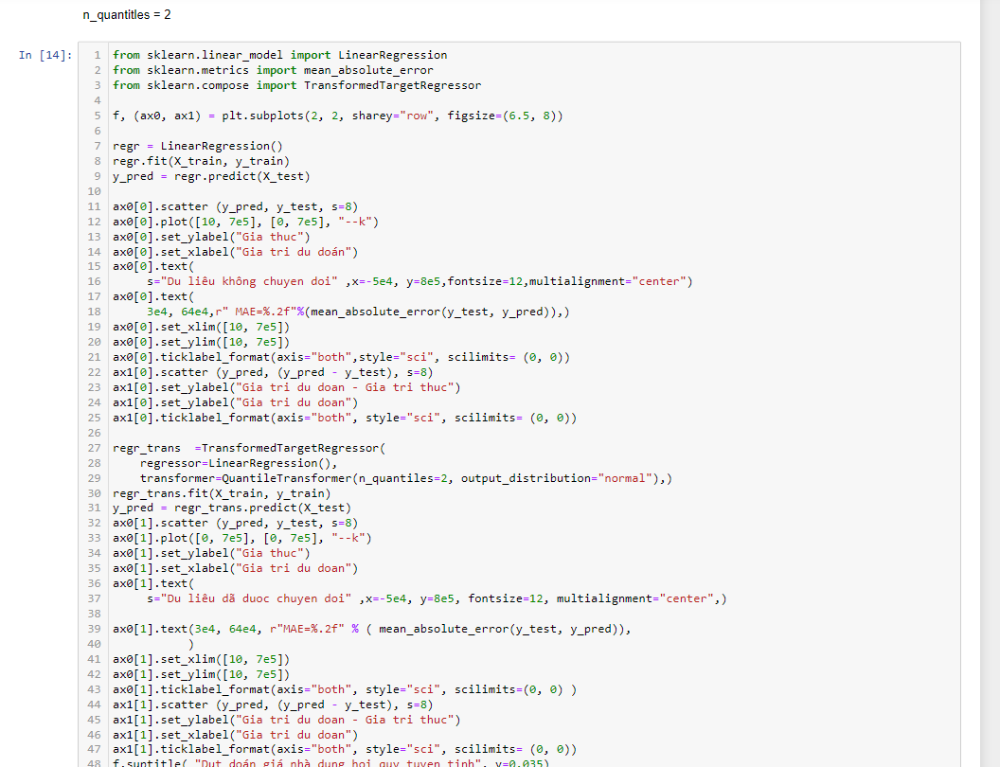 n_quantitles = 2
In [14]:
1 from sklearn.linear_model import LinearRegression
2 from sklearn.metrics import mean_absolute_error
3 from sklearn.compose import TransformedTargetRegressor
4
5 f, (ax0, ax1) = plt.subplots(2, 2, sharey="row", figsize=(6.5, 8))
6
7 regr = LinearRegression()
8 regr.fit(X_train, y_train)
9 y_pred = regr.predict(X_test)
10
11 ax0[0].scatter (y_pred, y_test, s=8)
12 ax0[0].plot([10, 7e5], [0, 7e5], "--k")
13 ax0[0].set_ylabel("Gia thuc")
14 ax0[0].set_xlabel("Gia tri du doán")
15 ax0[0].text(
16      s="Du liêu không chuyen doi" ,x=-5e4, y=8e5,fontsize=12,multialignment="center")
17 ax0[0].text(
18      3e4, 64e4,r" MAE=%.2f"%(mean_absolute_error(y_test, y_pred)),)
19 ax0[0].set_xlim([10, 7e5])
20 ax0[0].set_ylim([10, 7e5])
21 ax0[0].ticklabel_format(axis="both",style="sci", scilimits= (0, 0))
22 ax1[0].scatter (y_pred, (y_pred - y_test), s=8)
23 ax1[0].set_ylabel("Gia tri du doan - Gia tri thuc")
24 ax1[0].set_ylabel("Gia tri du doan")
25 ax1[0].ticklabel_format(axis="both", style="sci", scilimits= (0, 0))
26
27 regr_trans  =TransformedTargetRegressor(
28     regressor=LinearRegression(),
29     transformer=QuantileTransformer(n_quantiles=2, output_distribution="normal"),)
30 regr_trans.fit(X_train, y_train)
31 y_pred = regr_trans.predict(X_test)
32 ax0[1].scatter (y_pred, y_test, s=8)
33 ax0[1].plot([0, 7e5], [0, 7e5], "--k")
34 ax0[1].set_ylabel("Gia thuc")
35 ax0[1].set_xlabel("Gia tri du doan")
36 ax0[1].text(
37      s="Du liêu dã duoc chuyen doi" ,x=-5e4, y=8e5, fontsize=12, multialignment="center",)
38
39 ax0[1].text(3e4, 64e4, r"MAE=%.2f" % ( mean_absolute_error(y_test, y_pred)),
40            )
41 ax0[1].set_xlim([10, 7e5])
42 ax0[1].set_ylim([10, 7e5])
43 ax0[1].ticklabel_format(axis="both", style="sci", scilimits=(0, 0) )
44 ax1[1].scatter (y_pred, (y_pred - y_test), s=8)
45 ax1[1].set_ylabel("Gia tri du doan - Gia tri thuc")
46 ax1[1].set_xlabel("Gia tri du doan")
47 ax1[1].ticklabel_format(axis="both", style="sci", scilimits= (0, 0))
48 f.suptitle( "Dut doán giá nhà dung hoi quy tuyen tinh", y=0.035)